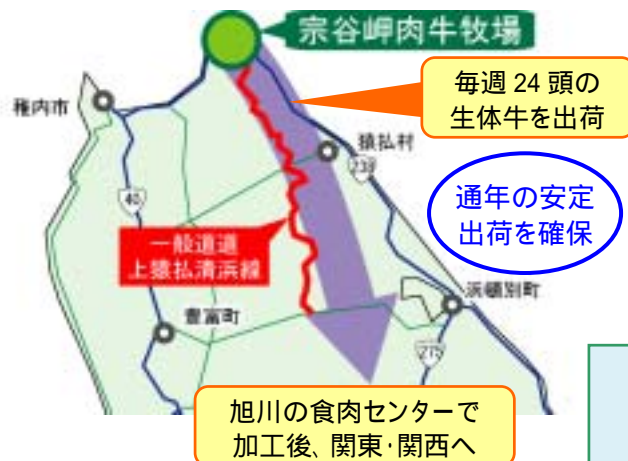 宗谷岬肉牛牧場
毎週 24 頭の
生体牛を出荷
稚内市
猿払村
238
40
通年の安定
出荷を確保
一般道道
上猿払清浜線
浜頓別町
豊富町
275
旭川の食肉センターで
加工後、関東・関西へ